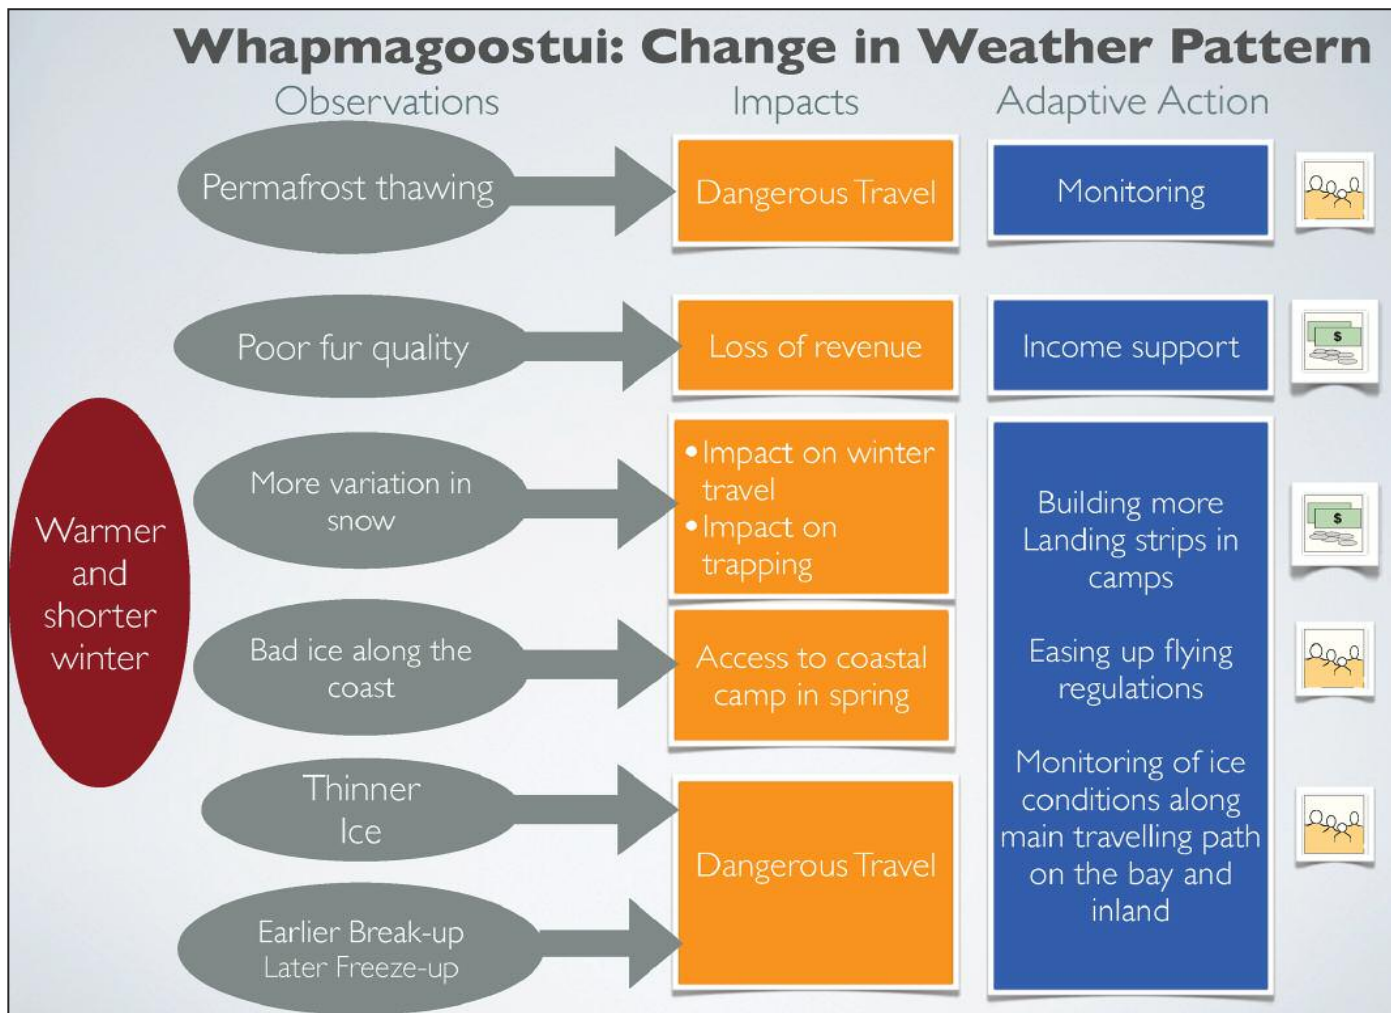 Whapmagoostui: Change in Weather Pattern
Observations
Impacts
Adaptive Action
Permafrost thawing
Dangerous Travel
Monitoring
Poor fur quality
Loss of revenue
Income support
$
Warmer
and
shorter
winter
More variation in
snow
•Impact on winter
travel
•Impact on
trapping
Building more
Landing strips in
camps
$
Bad ice along the
coast
Access to coastal
camp in spring
Easing up flying
regulations
Thinner
Ice
Dangerous Travel
Monitoring of ice
conditions along
main travelling path
on the bay and
inland
Earlier Break-up
Later Freeze-up